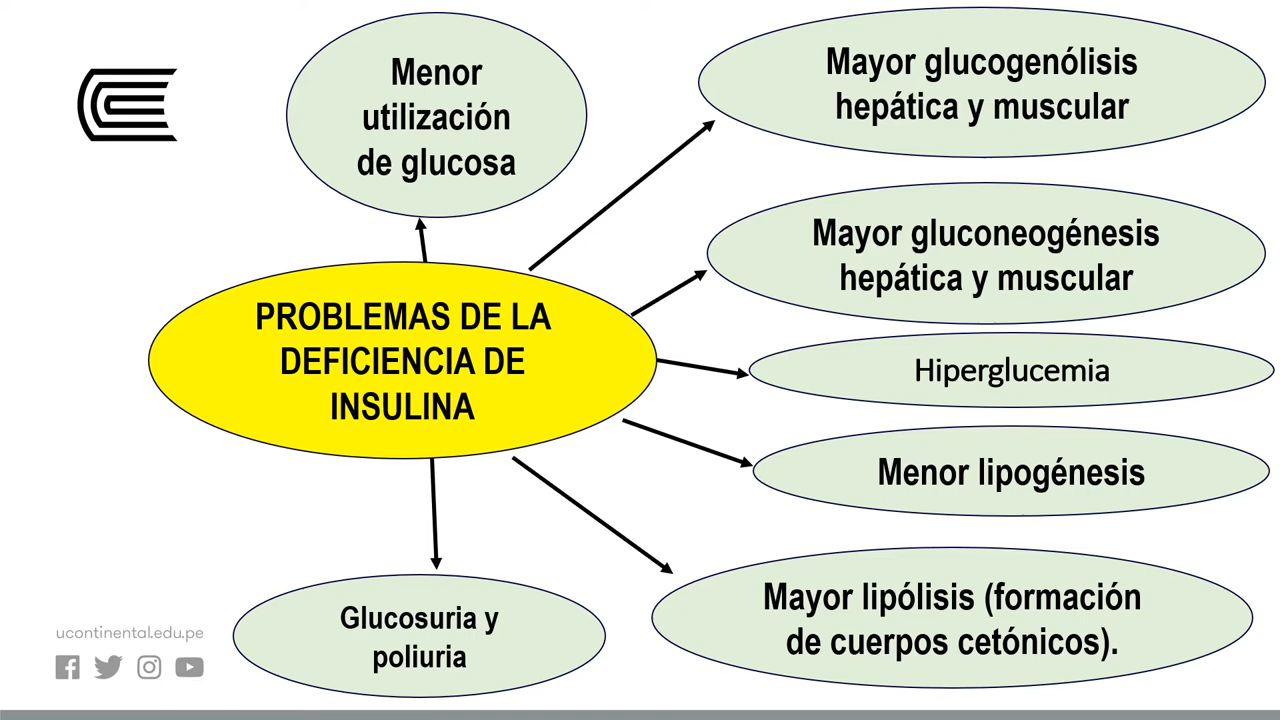 Menor
utilización
de glucosa
Mayor glucogenólisis
hepática y muscular
Mayor gluconeogénesis
hepática y muscular
PROBLEMAS DE LA
DEFICIENCIA DE
INSULINA
Hiperglucemia
Menor lipogénesis
Mayor lipólisis (formación
de cuerpos cetónicos).
Glucosuria y
poliuria
ucontinental.edu.pe